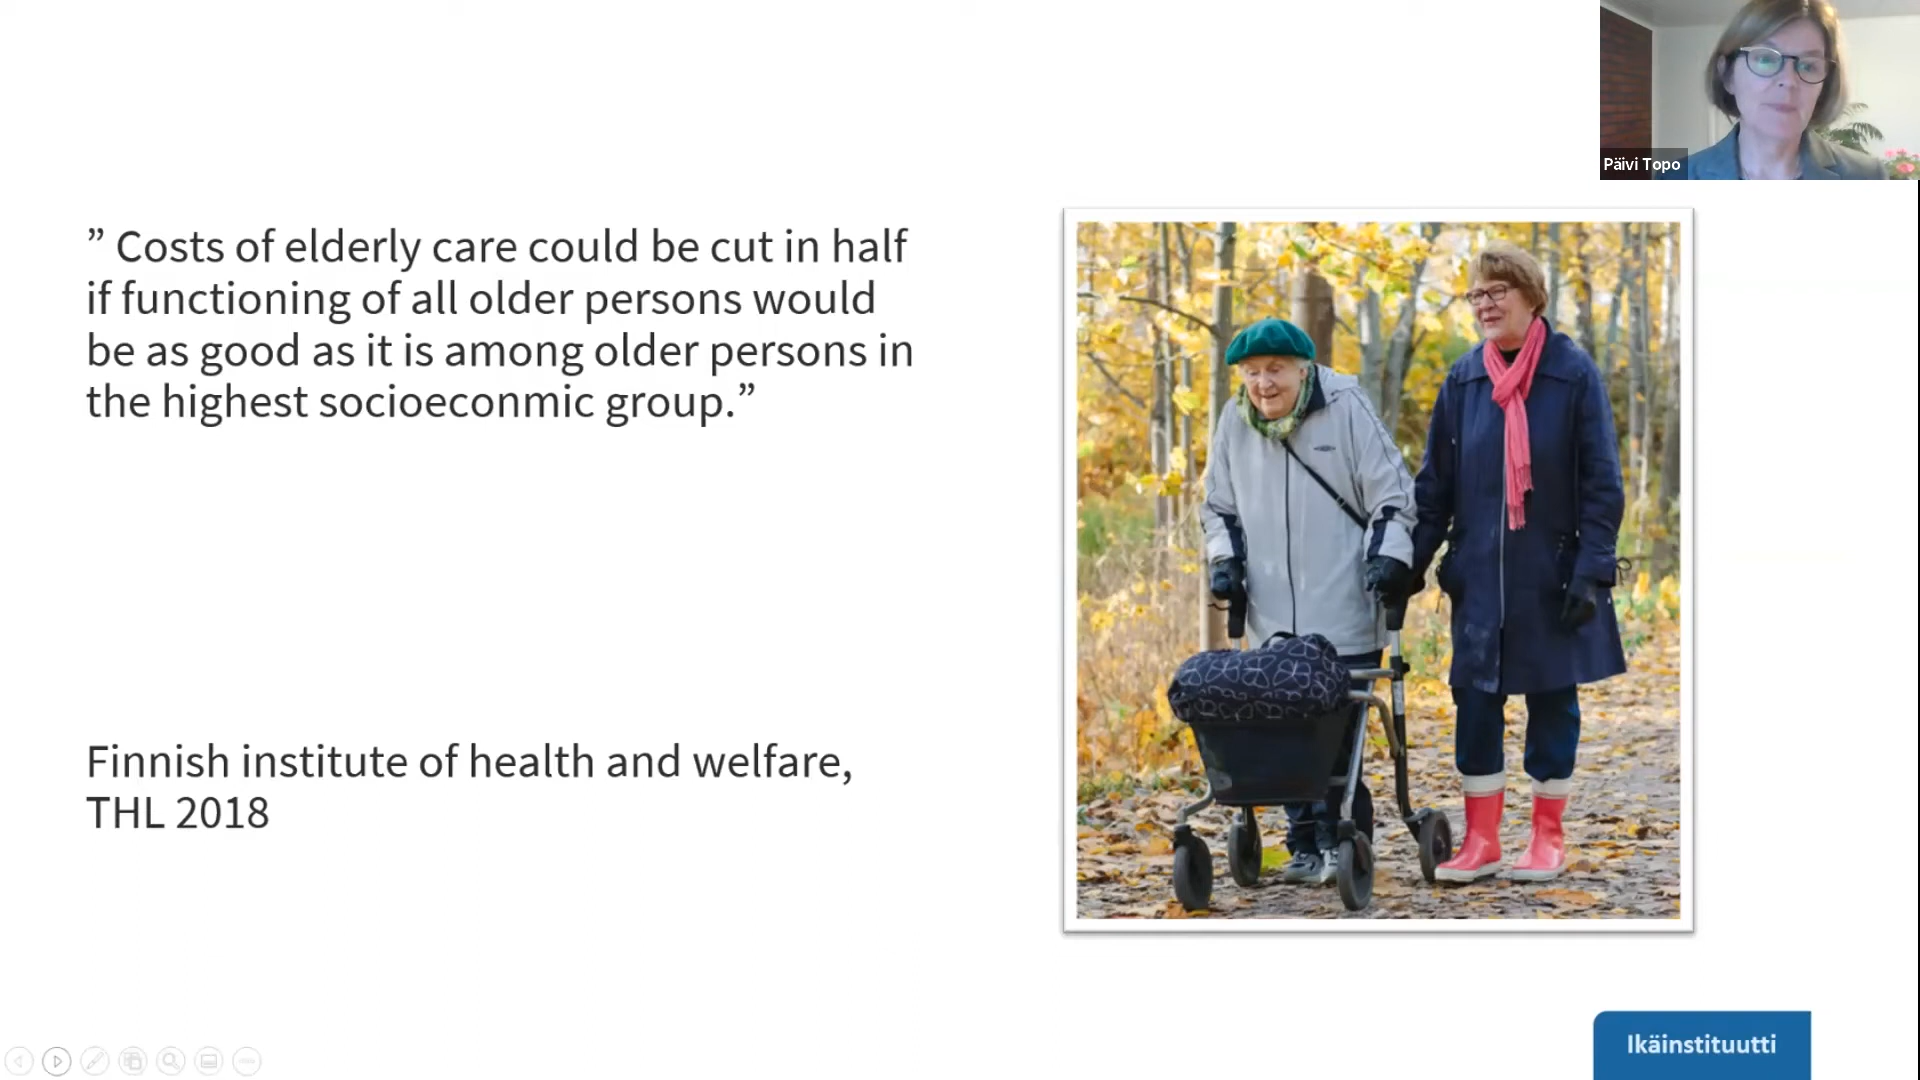 Päivi Topo
” Costs of elderly care could be cut in half
if functioning of all older persons would
be as good as it is among older persons in
the highest socioeconmic group.”
Finnish institute of health and welfare,
THL 2018
Ikäinstituutti